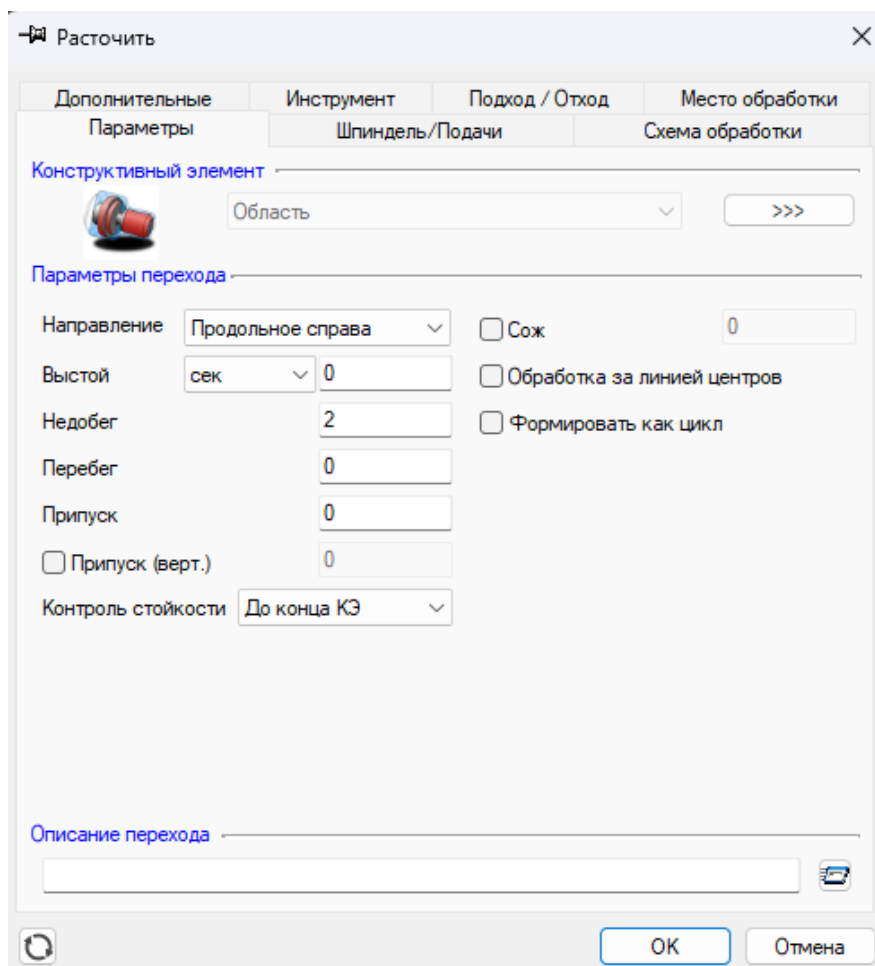 Расточить
Дополнительные Инструмент Подход / Отход Место обработки
Параметры Шпиндель/Подачи Схема обработки
Конструктивный элемент
Область >>>
Параметры перехода
Направление Продольное справа Сож 0
Выстой сек 0 Обработка за линией центров
Недобег 2 Формировать как цикл
Перебег 0
Припуск 0
Припуск (верт.) 0
Контроль стойкости До конца КЭ
Описание перехода
OK Отмена